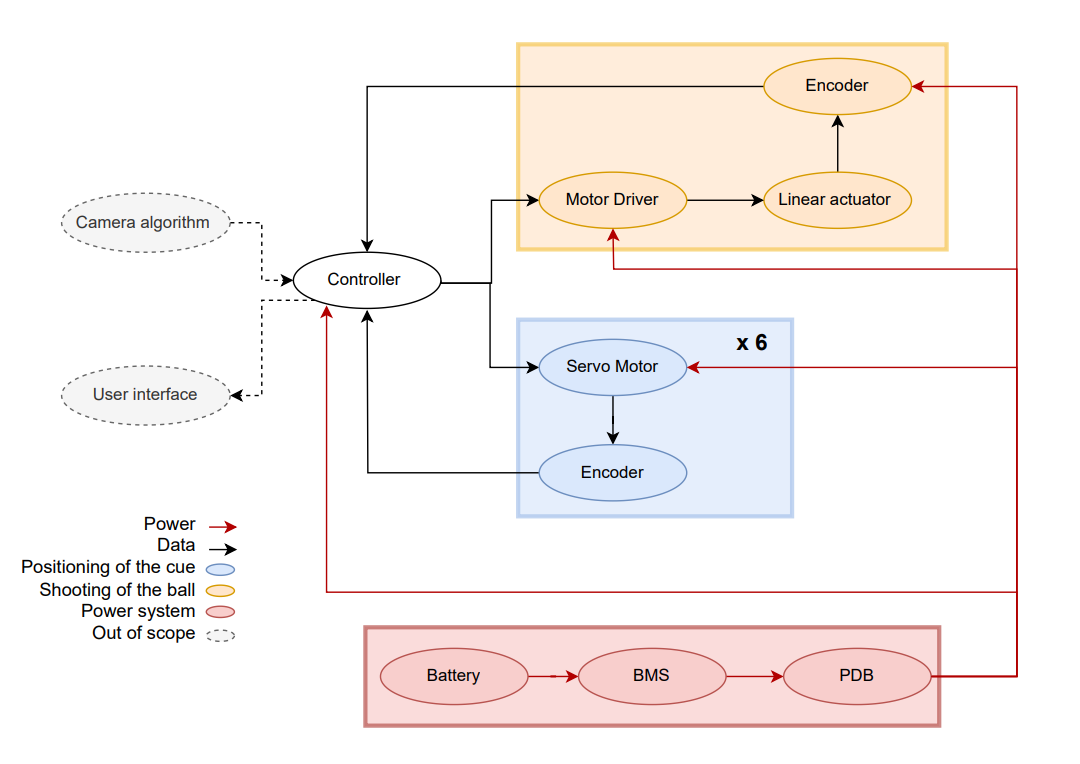 Encoder
Motor Driver
Linear actuator
Camera algorithm
Controller
x 6
Servo Motor
User interface
Encoder
Power
Data
Positioning of the cue
Shooting of the ball
Power system
Out of scope
Battery
BMS
PDB